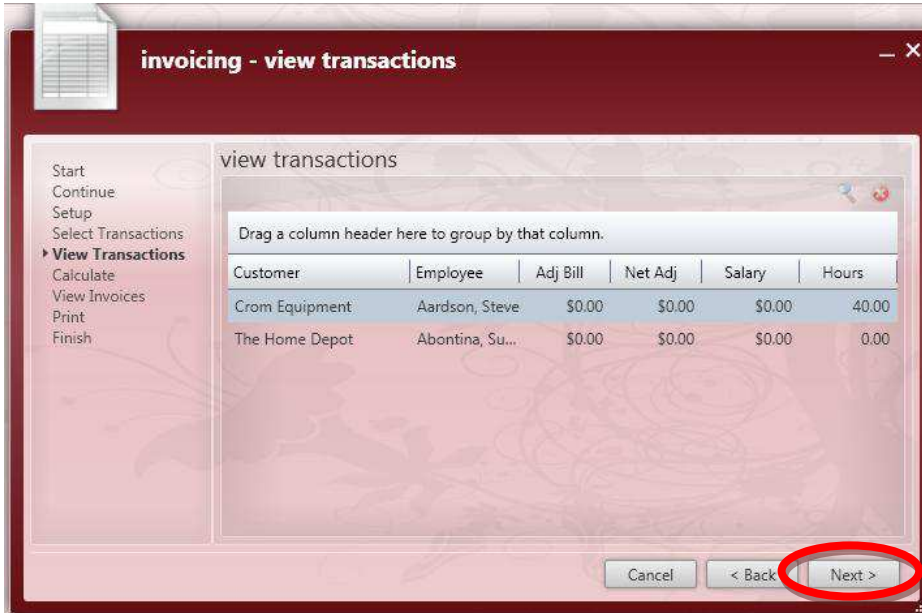 invoicing - view transactions
Start
Continue
Setup
Select Transactions
View Transactions
Calculate
View Invoices
Print
Finish
view transactions
Drag a column header here to group by that column.
Customer Employee Adj Bill Net Adj Salary Hours
Crom Equipment Aardson, Steve $0.00 $0.00 $0.00 40.00
The Home Depot Abontina, Su... $0.00 $0.00 $0.00 0.00
Cancel < Back Next >